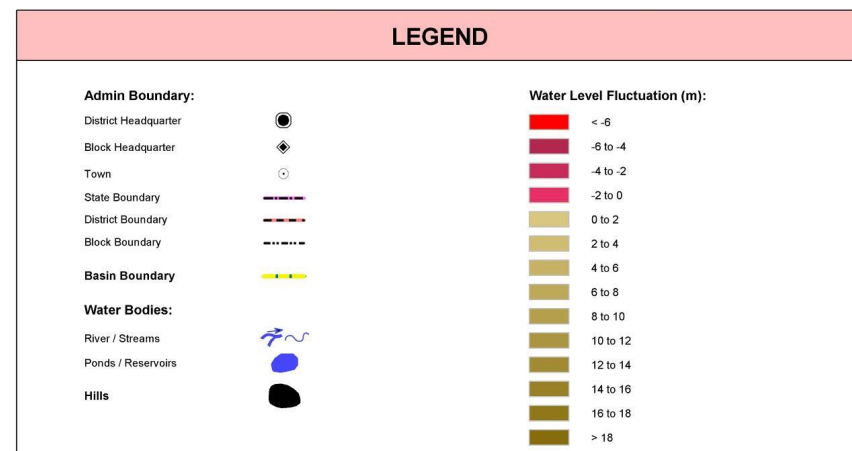 LEGEND
Admin Boundary:
District Headquarter
Block Headquarter
Town
State Boundary
District Boundary
Block Boundary
Basin Boundary
Water Bodies:
River / Streams
Ponds / Reservoirs
Hills
Water Level Fluctuation (m):
< -6
-6 to -4
-4 to -2
-2 to 0
0 to 2
2 to 4
4 to 6
6 to 8
8 to 10
10 to 12
12 to 14
14 to 16
16 to 18
> 18